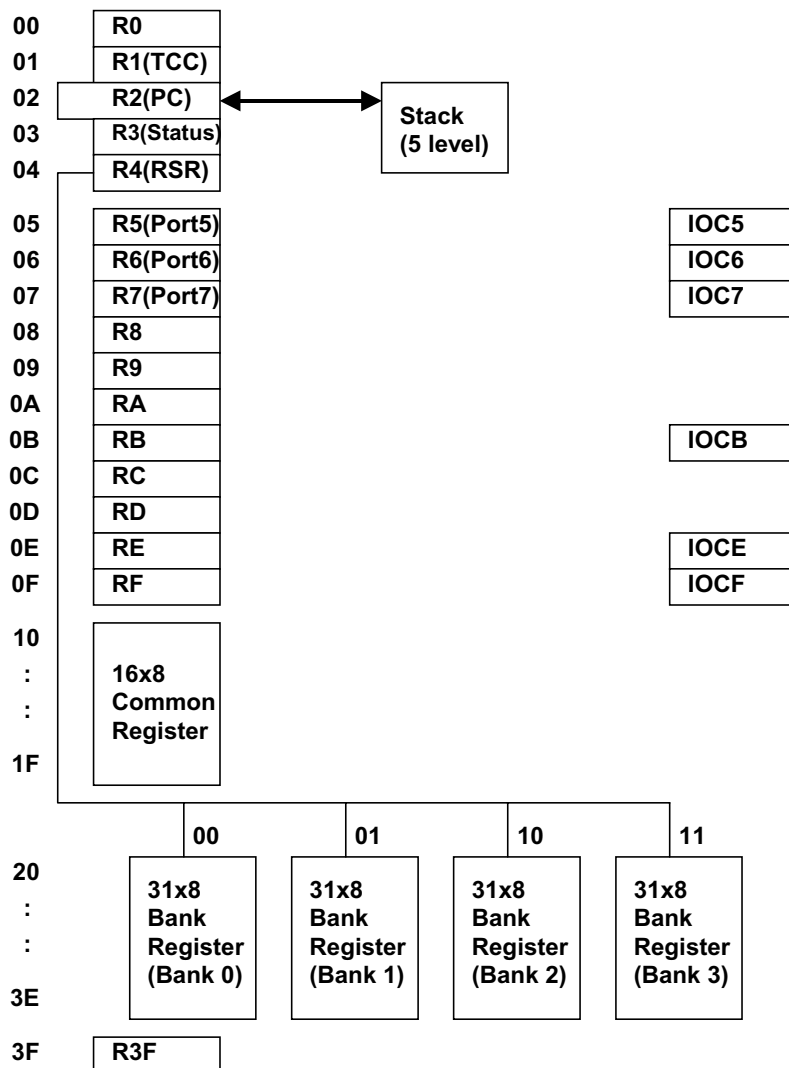 00 R0
01 R1(TCC)
02 R2(PC) Stack
(5 level)
03 R3(Status)
04 R4(RSR)
05 R5(Port5) IOC5
06 R6(Port6) IOC6
07 R7(Port7) IOC7
08 R8
09 R9
0A RA
0B RB IOCB
0C RC
0D RD
0E RE IOCE
0F RF IOCF
10
:
:
1F
16x8
Common
Register
00 01 10 11
20
:
:
3E
31x8
Bank
Register
(Bank 0)
31x8
Bank
Register
(Bank 1)
31x8
Bank
Register
(Bank 2)
31x8
Bank
Register
(Bank 3)
3F R3F